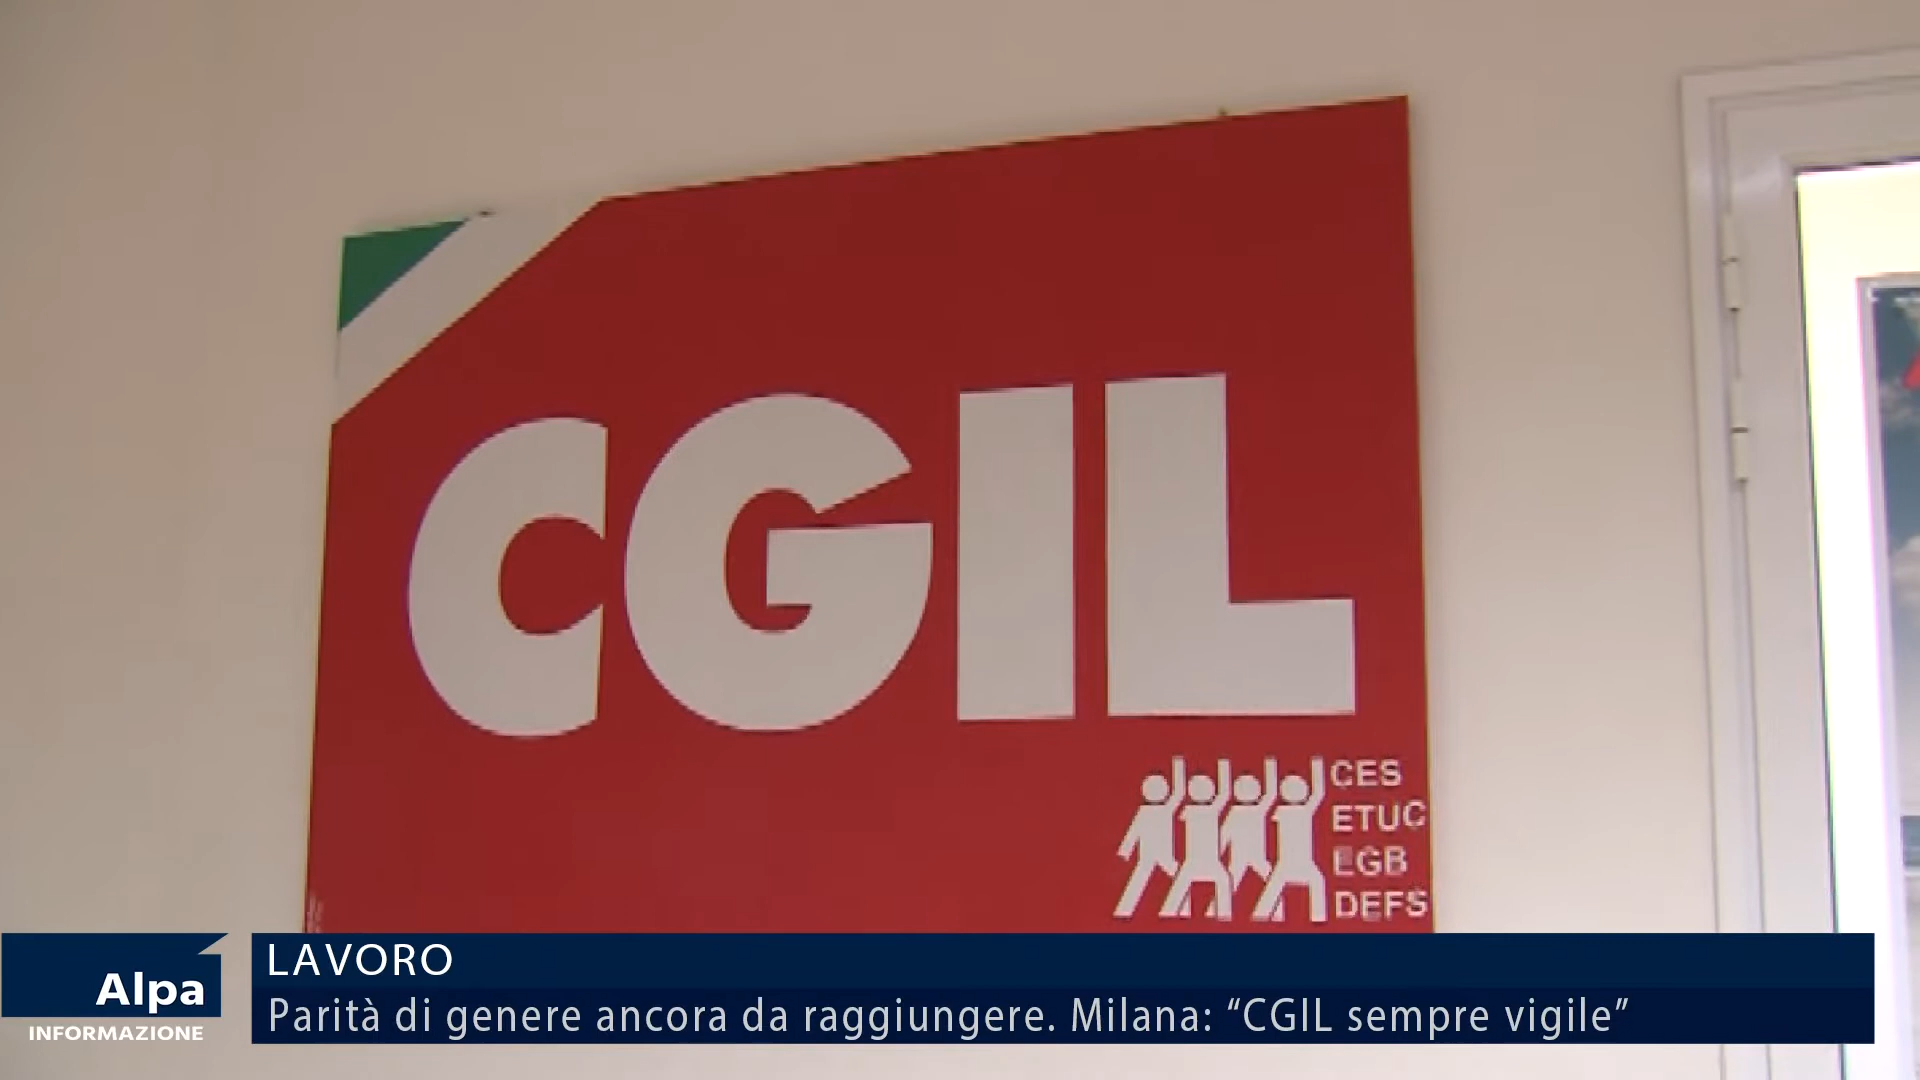 CGIL
CES
ETUC
EGB
DEFS
LAVORO
Alpa
INFORMAZIONE
Parità di genere ancora da raggiungere. Milana: “CGIL sempre vigile”